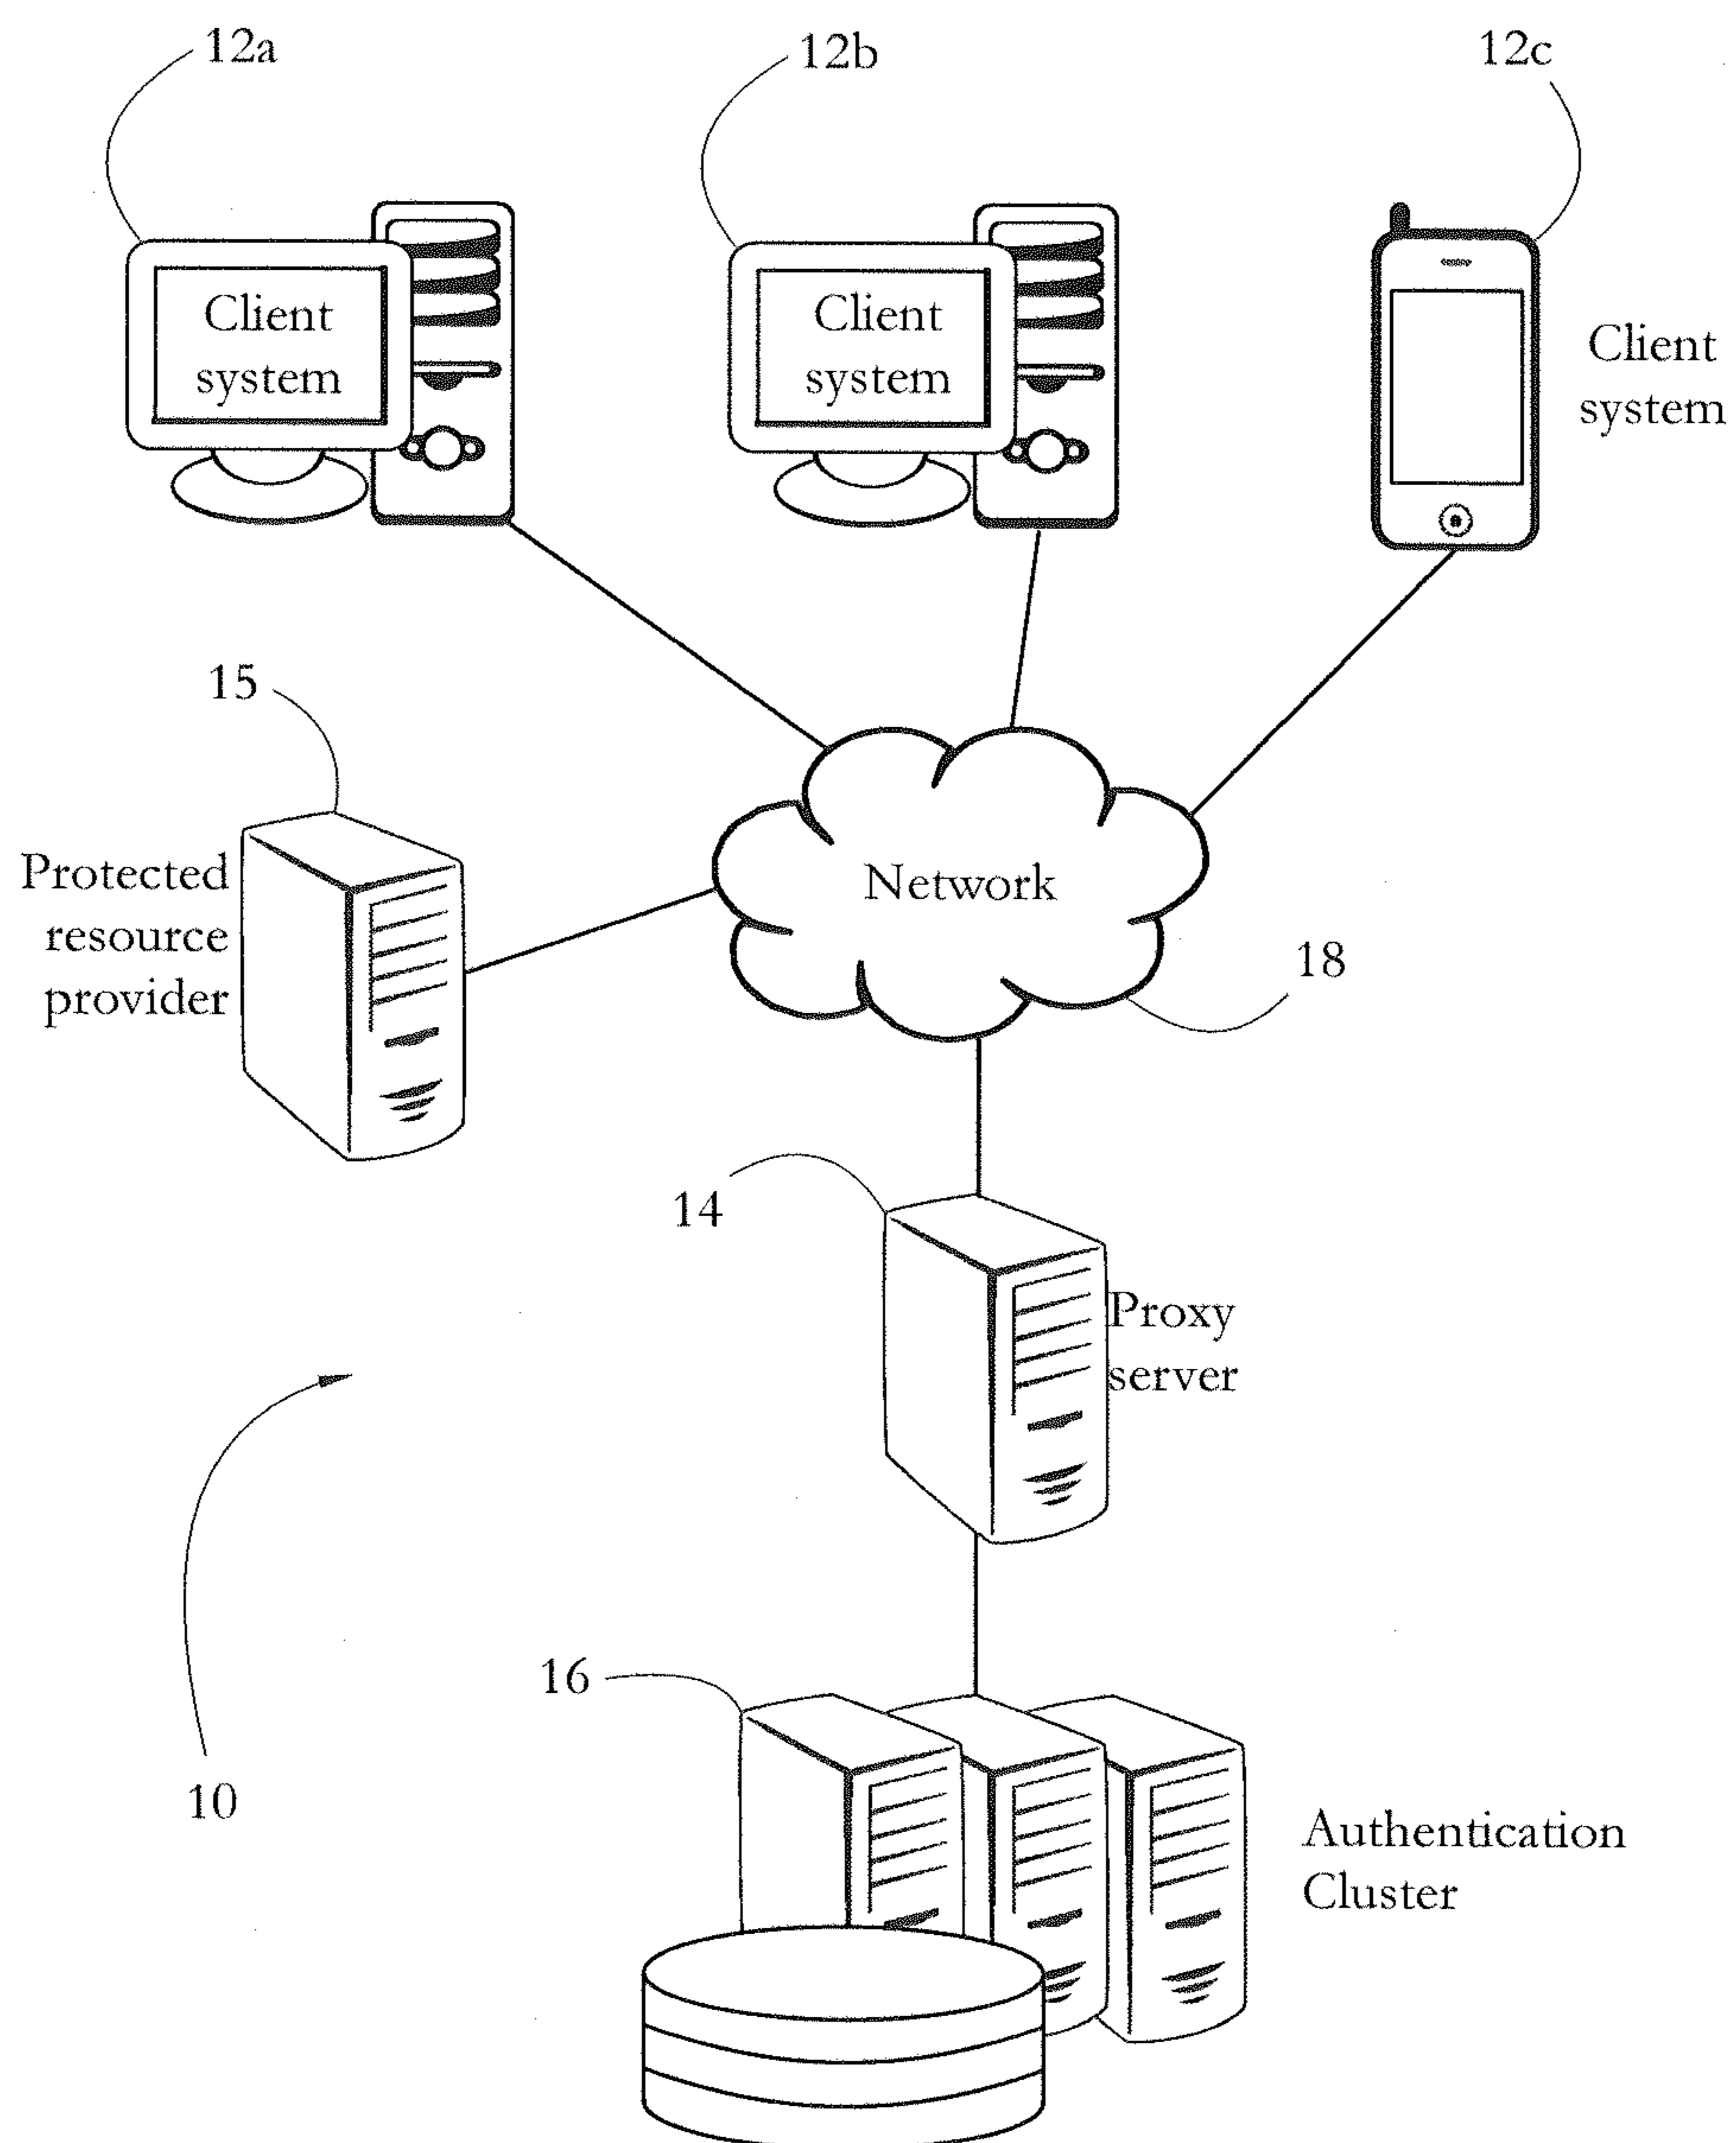 12a
12b
12c
Client
system
Client
system
Client
system
15
Protected
resource
provider
Network
18
14
Proxy
server
10
16
Authentication
Cluster